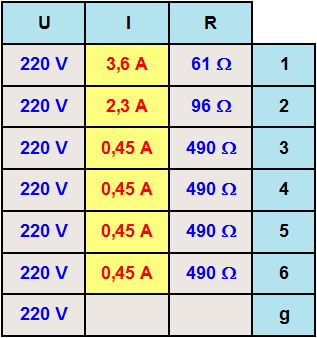 U I R
220 V 3,6 A 61 Ω 1
220 V 2,3 A 96 Ω 2
220 V 0,45 A 490 Ω 3
220 V 0,45 A 490 Ω 4
220 V 0,45 A 490 Ω 5
220 V 0,45 A 490 Ω 6
220 V g